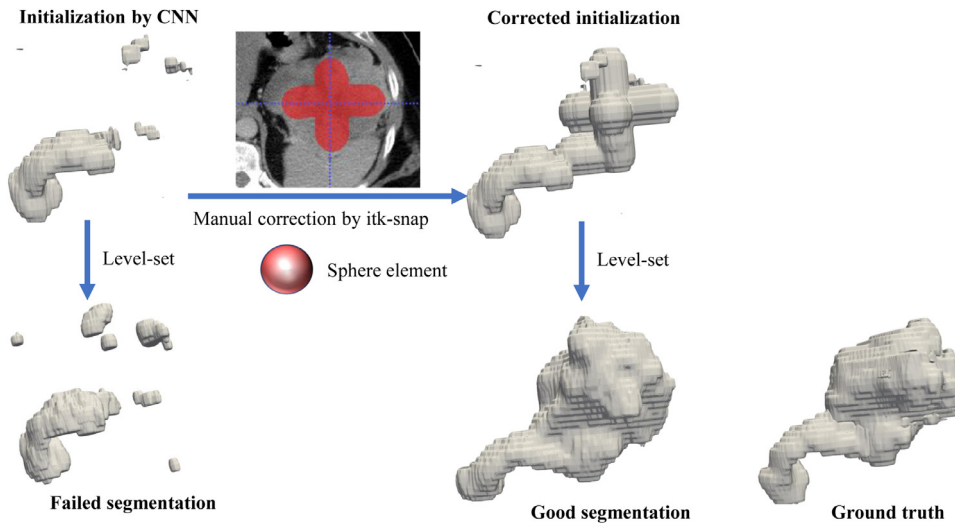 Initialization by CNN
Corrected initialization
Manual correction by itk-snap
Level-set
Sphere element
Level-set
Failed segmentation
Good segmentation
Ground truth